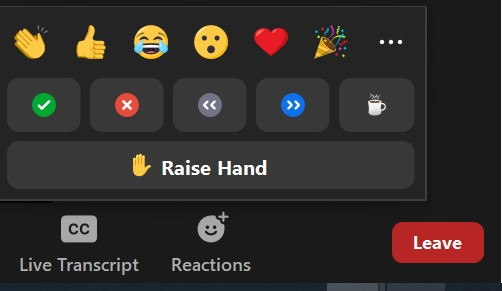 Raise Hand
CC
Live Transcript
Reactions
Leave